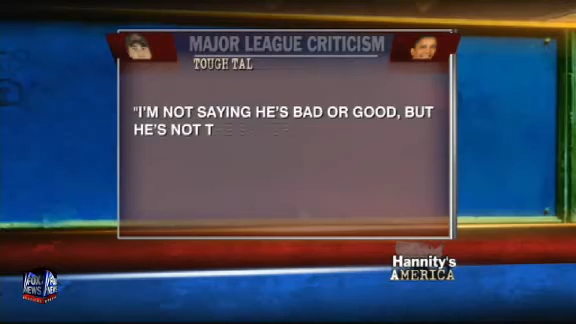 MAJOR LEAGUE CRITICISM
TOUGH TAL
"I'M NOT SAYING HE'S BAD OR GOOD, BUT
HE'S NOT T
Hannity's
AMERICA
FOX
NEWS